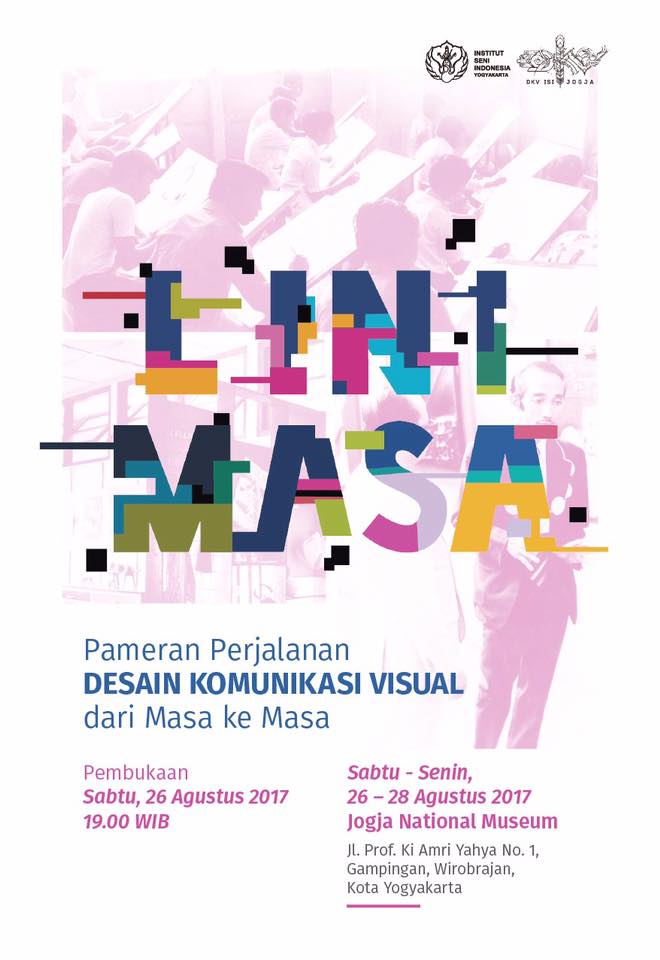 INSTITUT
SENI
INDONESIA
YOGYAKARTA
DKV ISI JOGJA
LINI
MASA
Pameran Perjalanan
DESAIN KOMUNIKASI VISUAL
dari Masa ke Masa
Pembukaan
Sabtu, 26 Agustus 2017
19.00 WIB
Sabtu - Senin,
26 – 28 Agustus 2017
Jogja National Museum
Jl. Prof. Ki Amri Yahya No. 1,
Gampingan, Wirobrajan,
Kota Yogyakarta